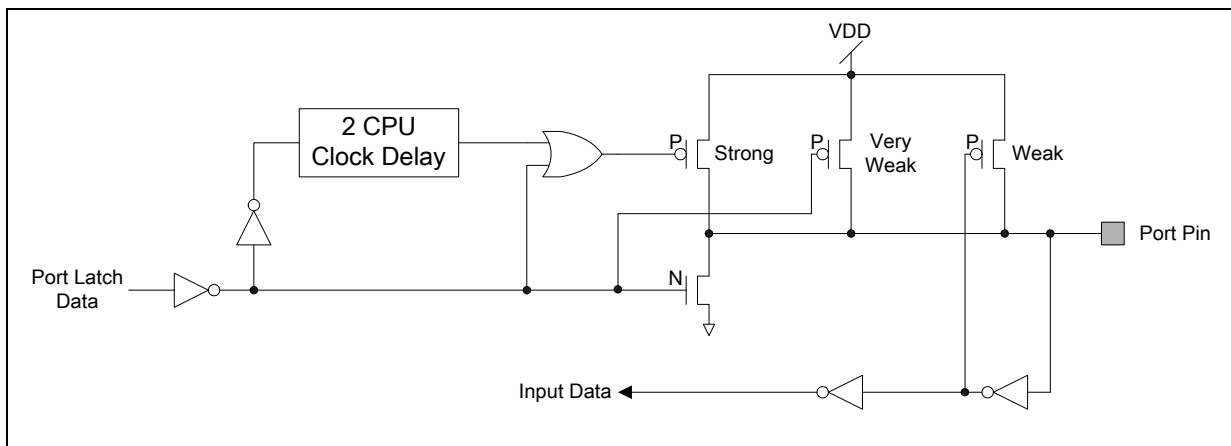 VDD
2 CPU
Clock Delay
P
Strong
P
Very
Weak
P
Weak
Port Pin
Port Latch
Data
N
Input Data